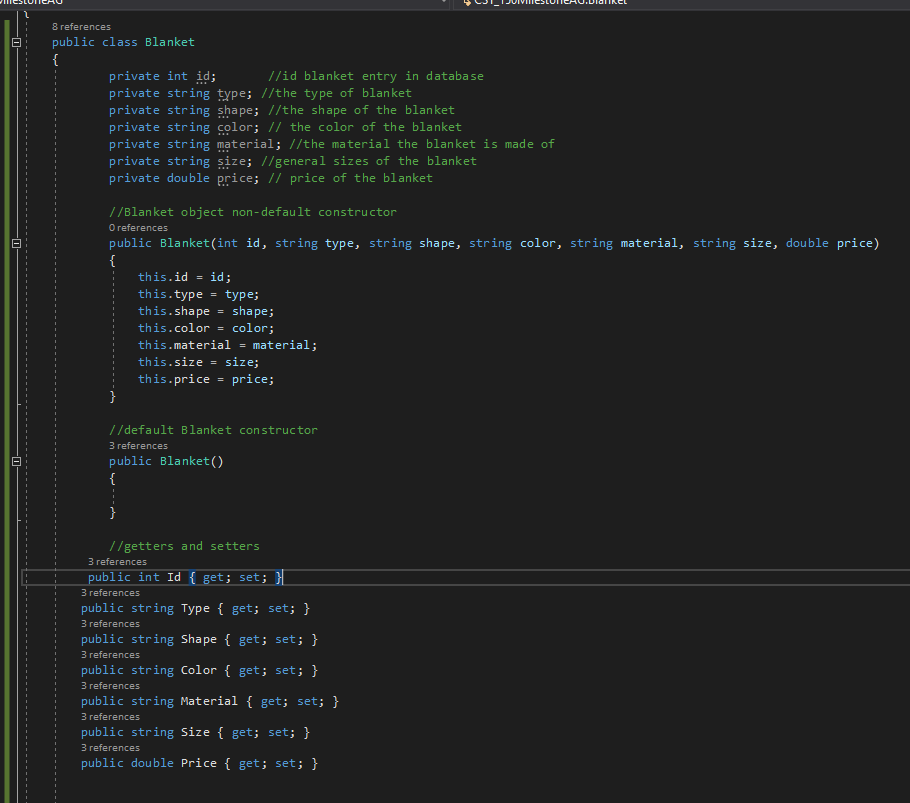 CST_150MilestoneAG.Blanket
{
8 references
public class Blanket
{
private int id; //id blanket entry in database
private string type; //the type of blanket
private string shape; //the shape of the blanket
private string color; // the color of the blanket
private string material; //the material the blanket is made of
private string size; //general sizes of the blanket
private double price; // price of the blanket
//Blanket object non-default constructor
0 references
public Blanket(int id, string type, string shape, string color, string material, string size, double price)
{
this.id = id;
this.type = type;
this.shape = shape;
this.color = color;
this.material = material;
this.size = size;
this.price = price;
}
//default Blanket constructor
3 references
public Blanket()
{
}
//getters and setters
3 references
public int Id { get; set; }
3 references
public string Type { get; set; }
3 references
public string Shape { get; set; }
3 references
public string Color { get; set; }
3 references
public string Material { get; set; }
3 references
public string Size { get; set; }
3 references
public double Price { get; set; }